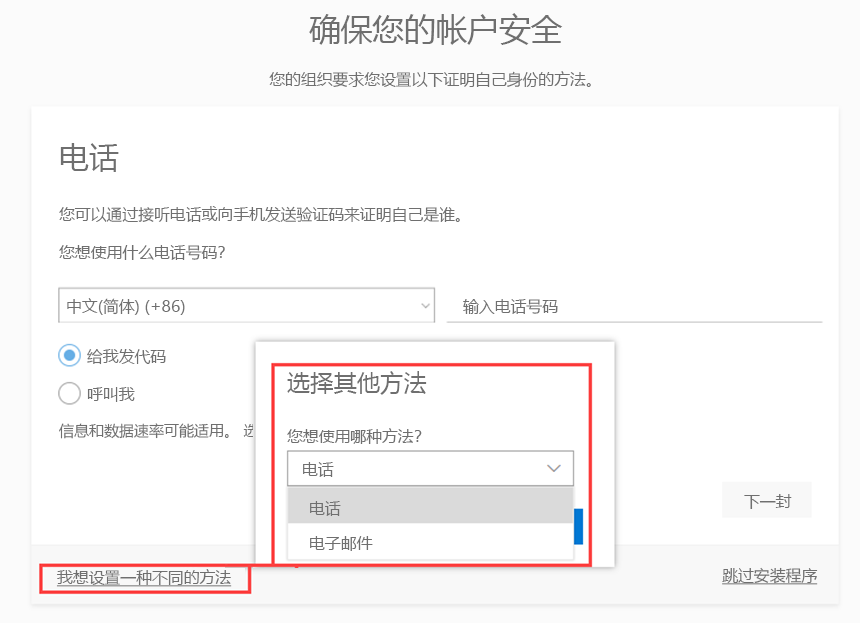 确保您的帐户安全
您的组织要求您设置以下证明自己身份的方法。
电话
您可以通过接听电话或向手机发送验证码来证明自己是谁。
您想使用什么电话号码?
中文(简体) (+86)
输入电话号码
给我发代码
呼叫我
信息和数据速率可能适用。
选择其他方法
您想使用哪种方法?
电话
电话
电子邮件
下一封
我想设置一种不同的方法
跳过安装程序